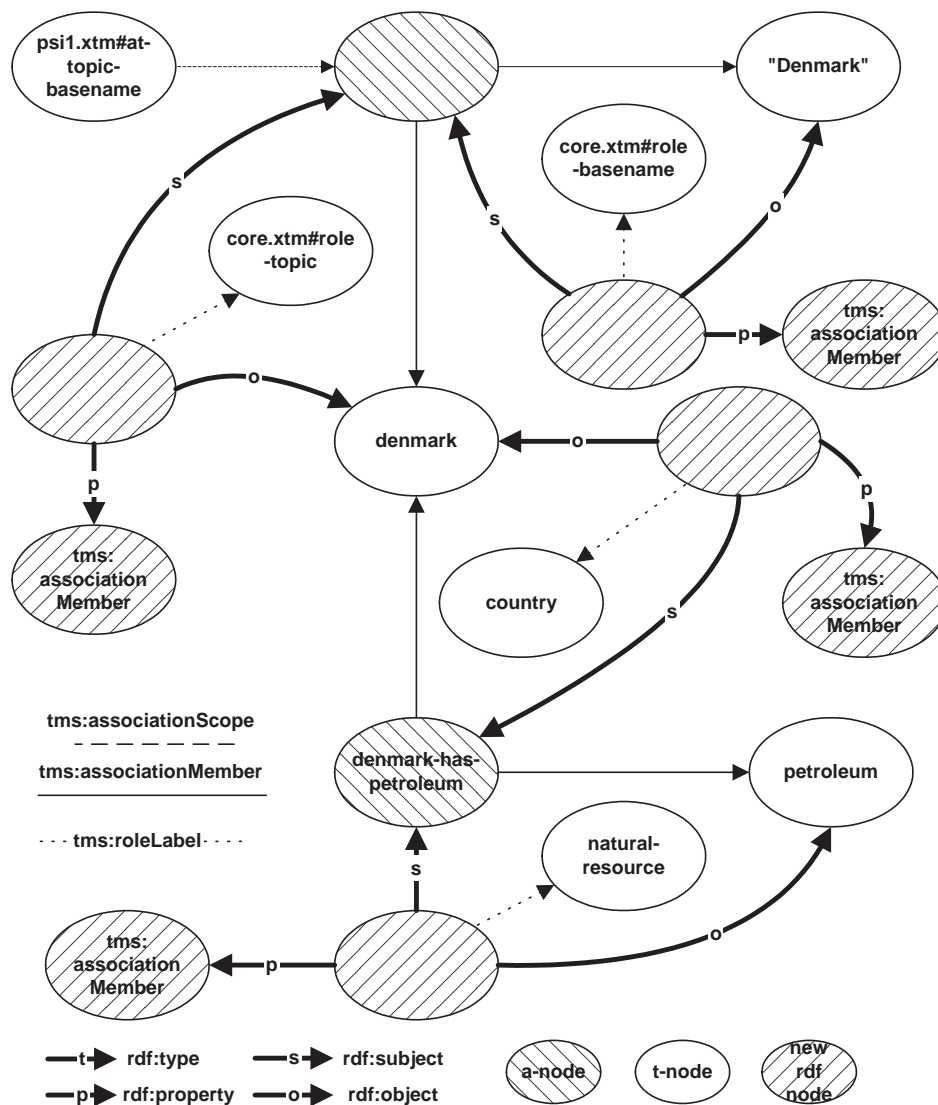 psi1.xtm#at-
topic-
basename
"Denmark"
core.xtm#role
-basename
s
s
o
core.xtm#role
-topic
tms:
association
Member
p
o
denmark
o
p
p
tms:
association
Member
tms:
association
Member
country
s
tms:associationScope
tms:associationMember
tms:roleLabel
denmark-has-
petroleum
petroleum
natural-
resource
s
o
tms:
association
Member
p
t rdf:type
s rdf:subject
p rdf:property
o rdf:object
a-node
t-node
new
rdf
node